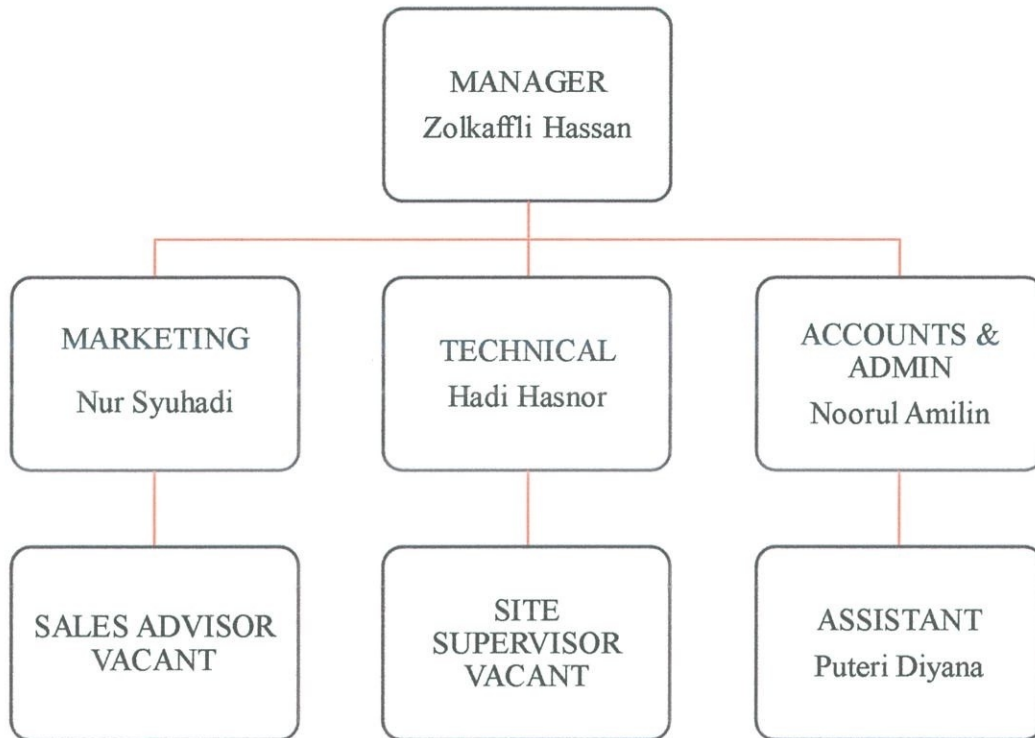 MANAGER
Zolkaffli Hassan
MARKETING
Nur Syuhadi
TECHNICAL
Hadi Hasnor
ACCOUNTS &
ADMIN
Noorul Amilin
SALES ADVISOR
VACANT
SITE
SUPERVISOR
VACANT
ASSISTANT
Puteri Diyana